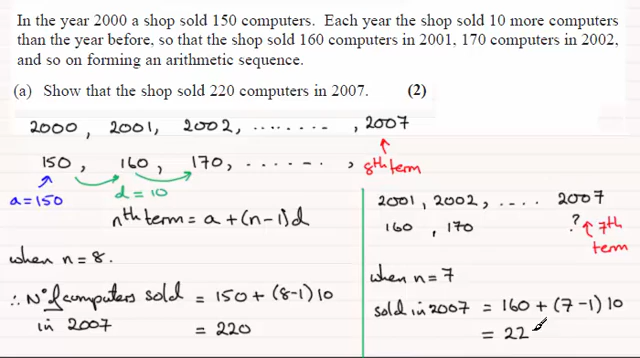 In the year 2000 a shop sold 150 computers. Each year the shop sold 10 more computers
than the year before, so that the shop sold 160 computers in 2001, 170 computers in 2002,
and so on forming an arithmetic sequence.
(a) Show that the shop sold 220 computers in 2007. (2)
2000, 2001, 2002, ........, 2007
150, 160, 170, ......, 8th term
a=150 d=10
nth term = a+(n-1)d
when n=8.
∴ No of computers sold = 150+(8-1)10
in 2007 = 220
2001, 2002, .... 2007
160, 170 ? 7th
term
when n=7
sold in 2007 = 160+(7-1)10
= 22